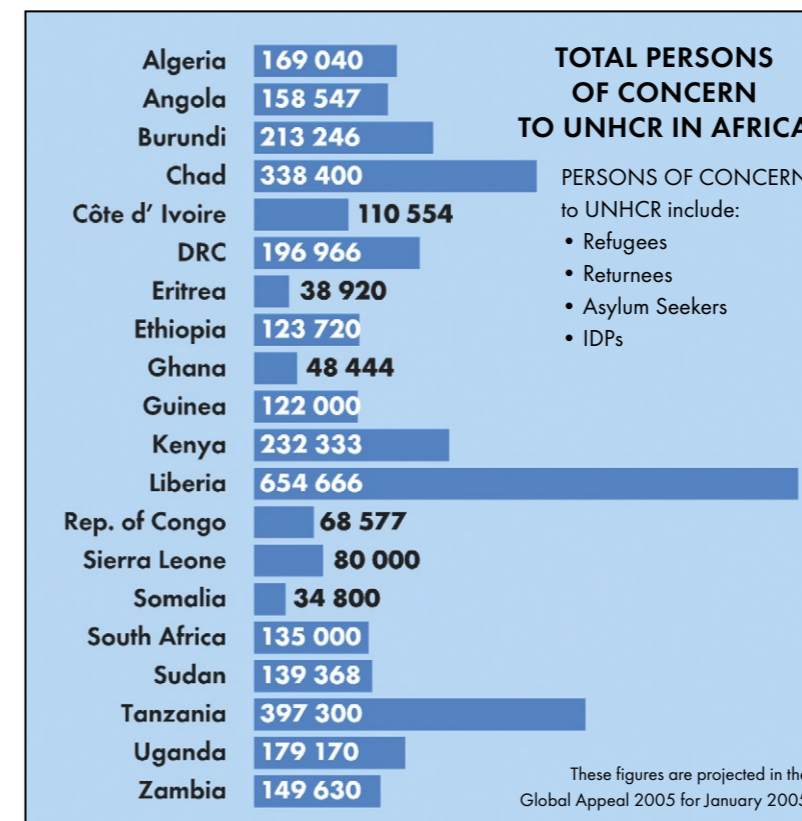 TOTAL PERSONS
OF CONCERN
TO UNHCR IN AFRICA
PERSONS OF CONCERN
to UNHCR include:
• Refugees
• Returnees
• Asylum Seekers
• IDPs
Algeria 169 040
Angola 158 547
Burundi 213 246
Chad 338 400
Côte d’ Ivoire 110 554
DRC 196 966
Eritrea 38 920
Ethiopia 123 720
Ghana 48 444
Guinea 122 000
Kenya 232 333
Liberia 654 666
Rep. of Congo 68 577
Sierra Leone 80 000
Somalia 34 800
South Africa 135 000
Sudan 139 368
Tanzania 397 300
Uganda 179 170
Zambia 149 630
These figures are projected in the
Global Appeal 2005 for January 2005